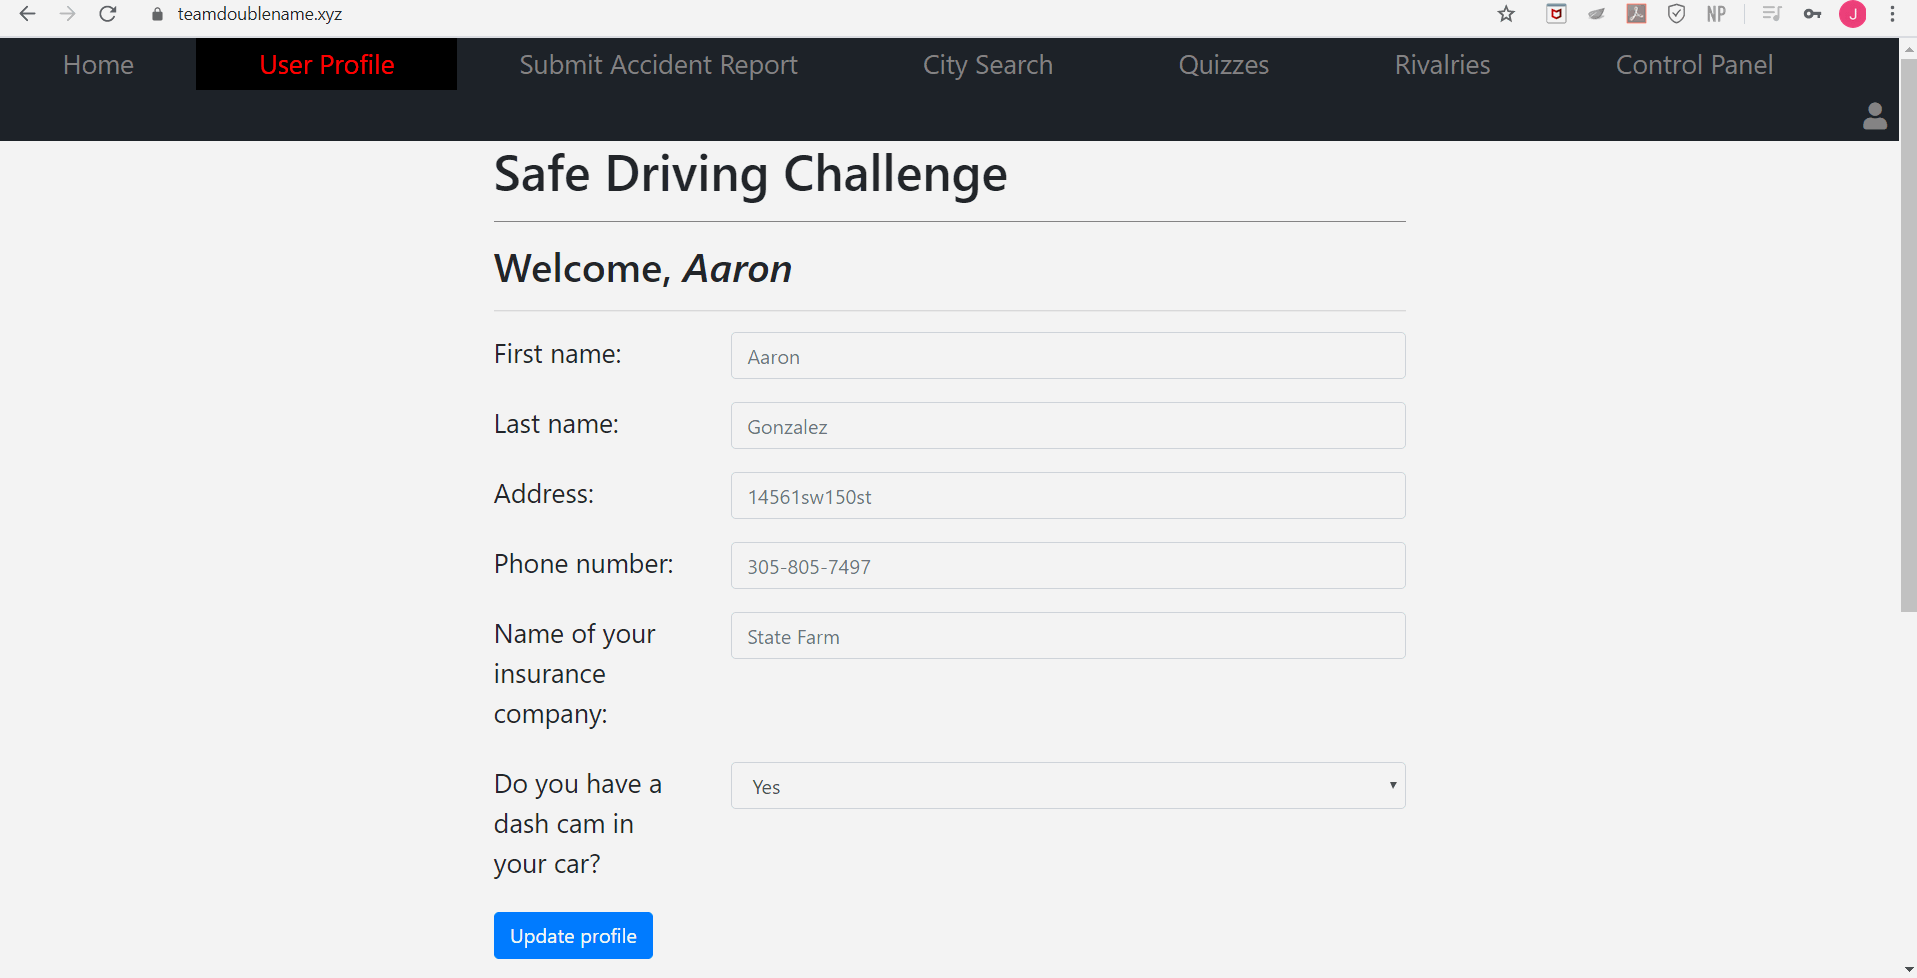 teamdoublename.xyz
NP
J
Home User Profile Submit Accident Report City Search Quizzes Rivalries Control Panel
Safe Driving Challenge
Welcome, Aaron
First name: Aaron
Last name: Gonzalez
Address: 14561sw150st
Phone number: 305-805-7497
Name of your State Farm
insurance
company:
Do you have a Yes
dash cam in
your car?
Update profile